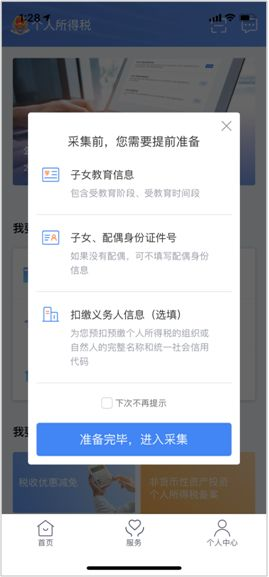 1:28
个人所得税
采集前，您需要提前准备
子女教育信息
包含受教育阶段、受教育时间段
子女、配偶身份证件号
如果没有配偶，可不填写配偶身份
信息
扣缴义务人信息（选填）
为您预扣预缴个人所得税的组织或
自然人的完整名称和统一社会信用
代码
下次不再提示
准备完毕，进入采集
税收优惠减免
非货币性资产投资
个人所得税备案
首页
服务
个人中心